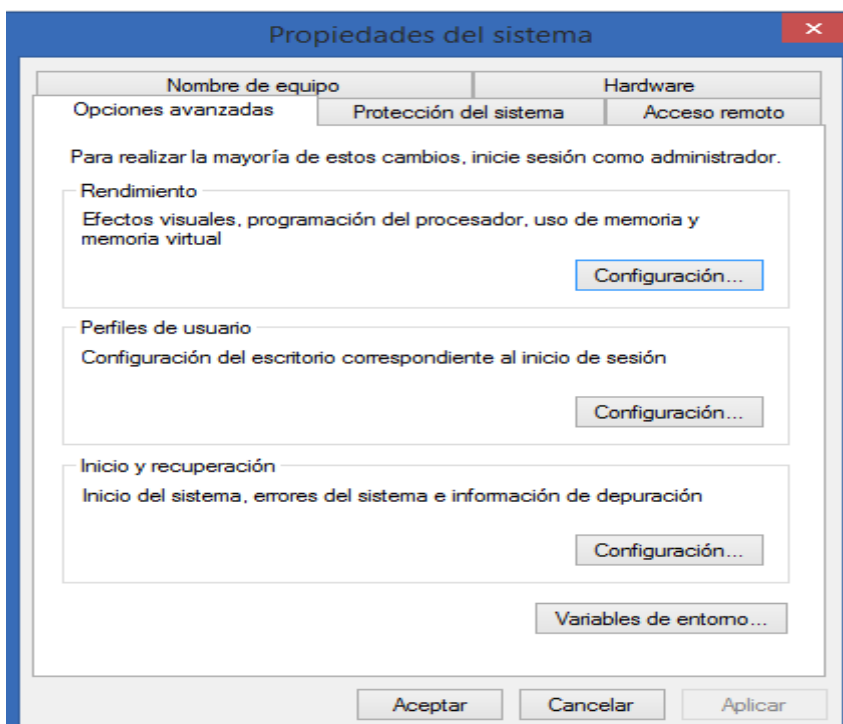 Propiedades del sistema
Nombre de equipo
Hardware
Opciones avanzadas
Protección del sistema
Acceso remoto
Para realizar la mayoría de estos cambios, inicie sesión como administrador.
Rendimiento
Efectos visuales, programación del procesador, uso de memoria y
memoria virtual
Configuración...
Perfiles de usuario
Configuración del escritorio correspondiente al inicio de sesión
Configuración...
Inicio y recuperación
Inicio del sistema, errores del sistema e información de depuración
Configuración...
Variables de entorno...
Aceptar
Cancelar
Aplicar